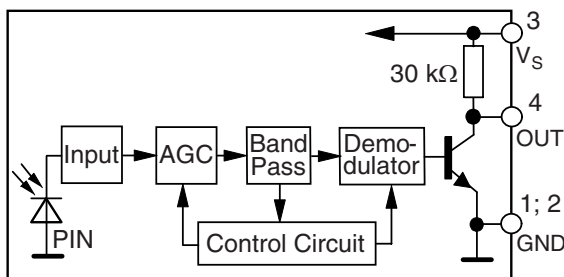 3
V_S
30 kΩ
4
OUT
Input
AGC
Band
Pass
Demo-
dulator
1; 2
GND
PIN
Control Circuit